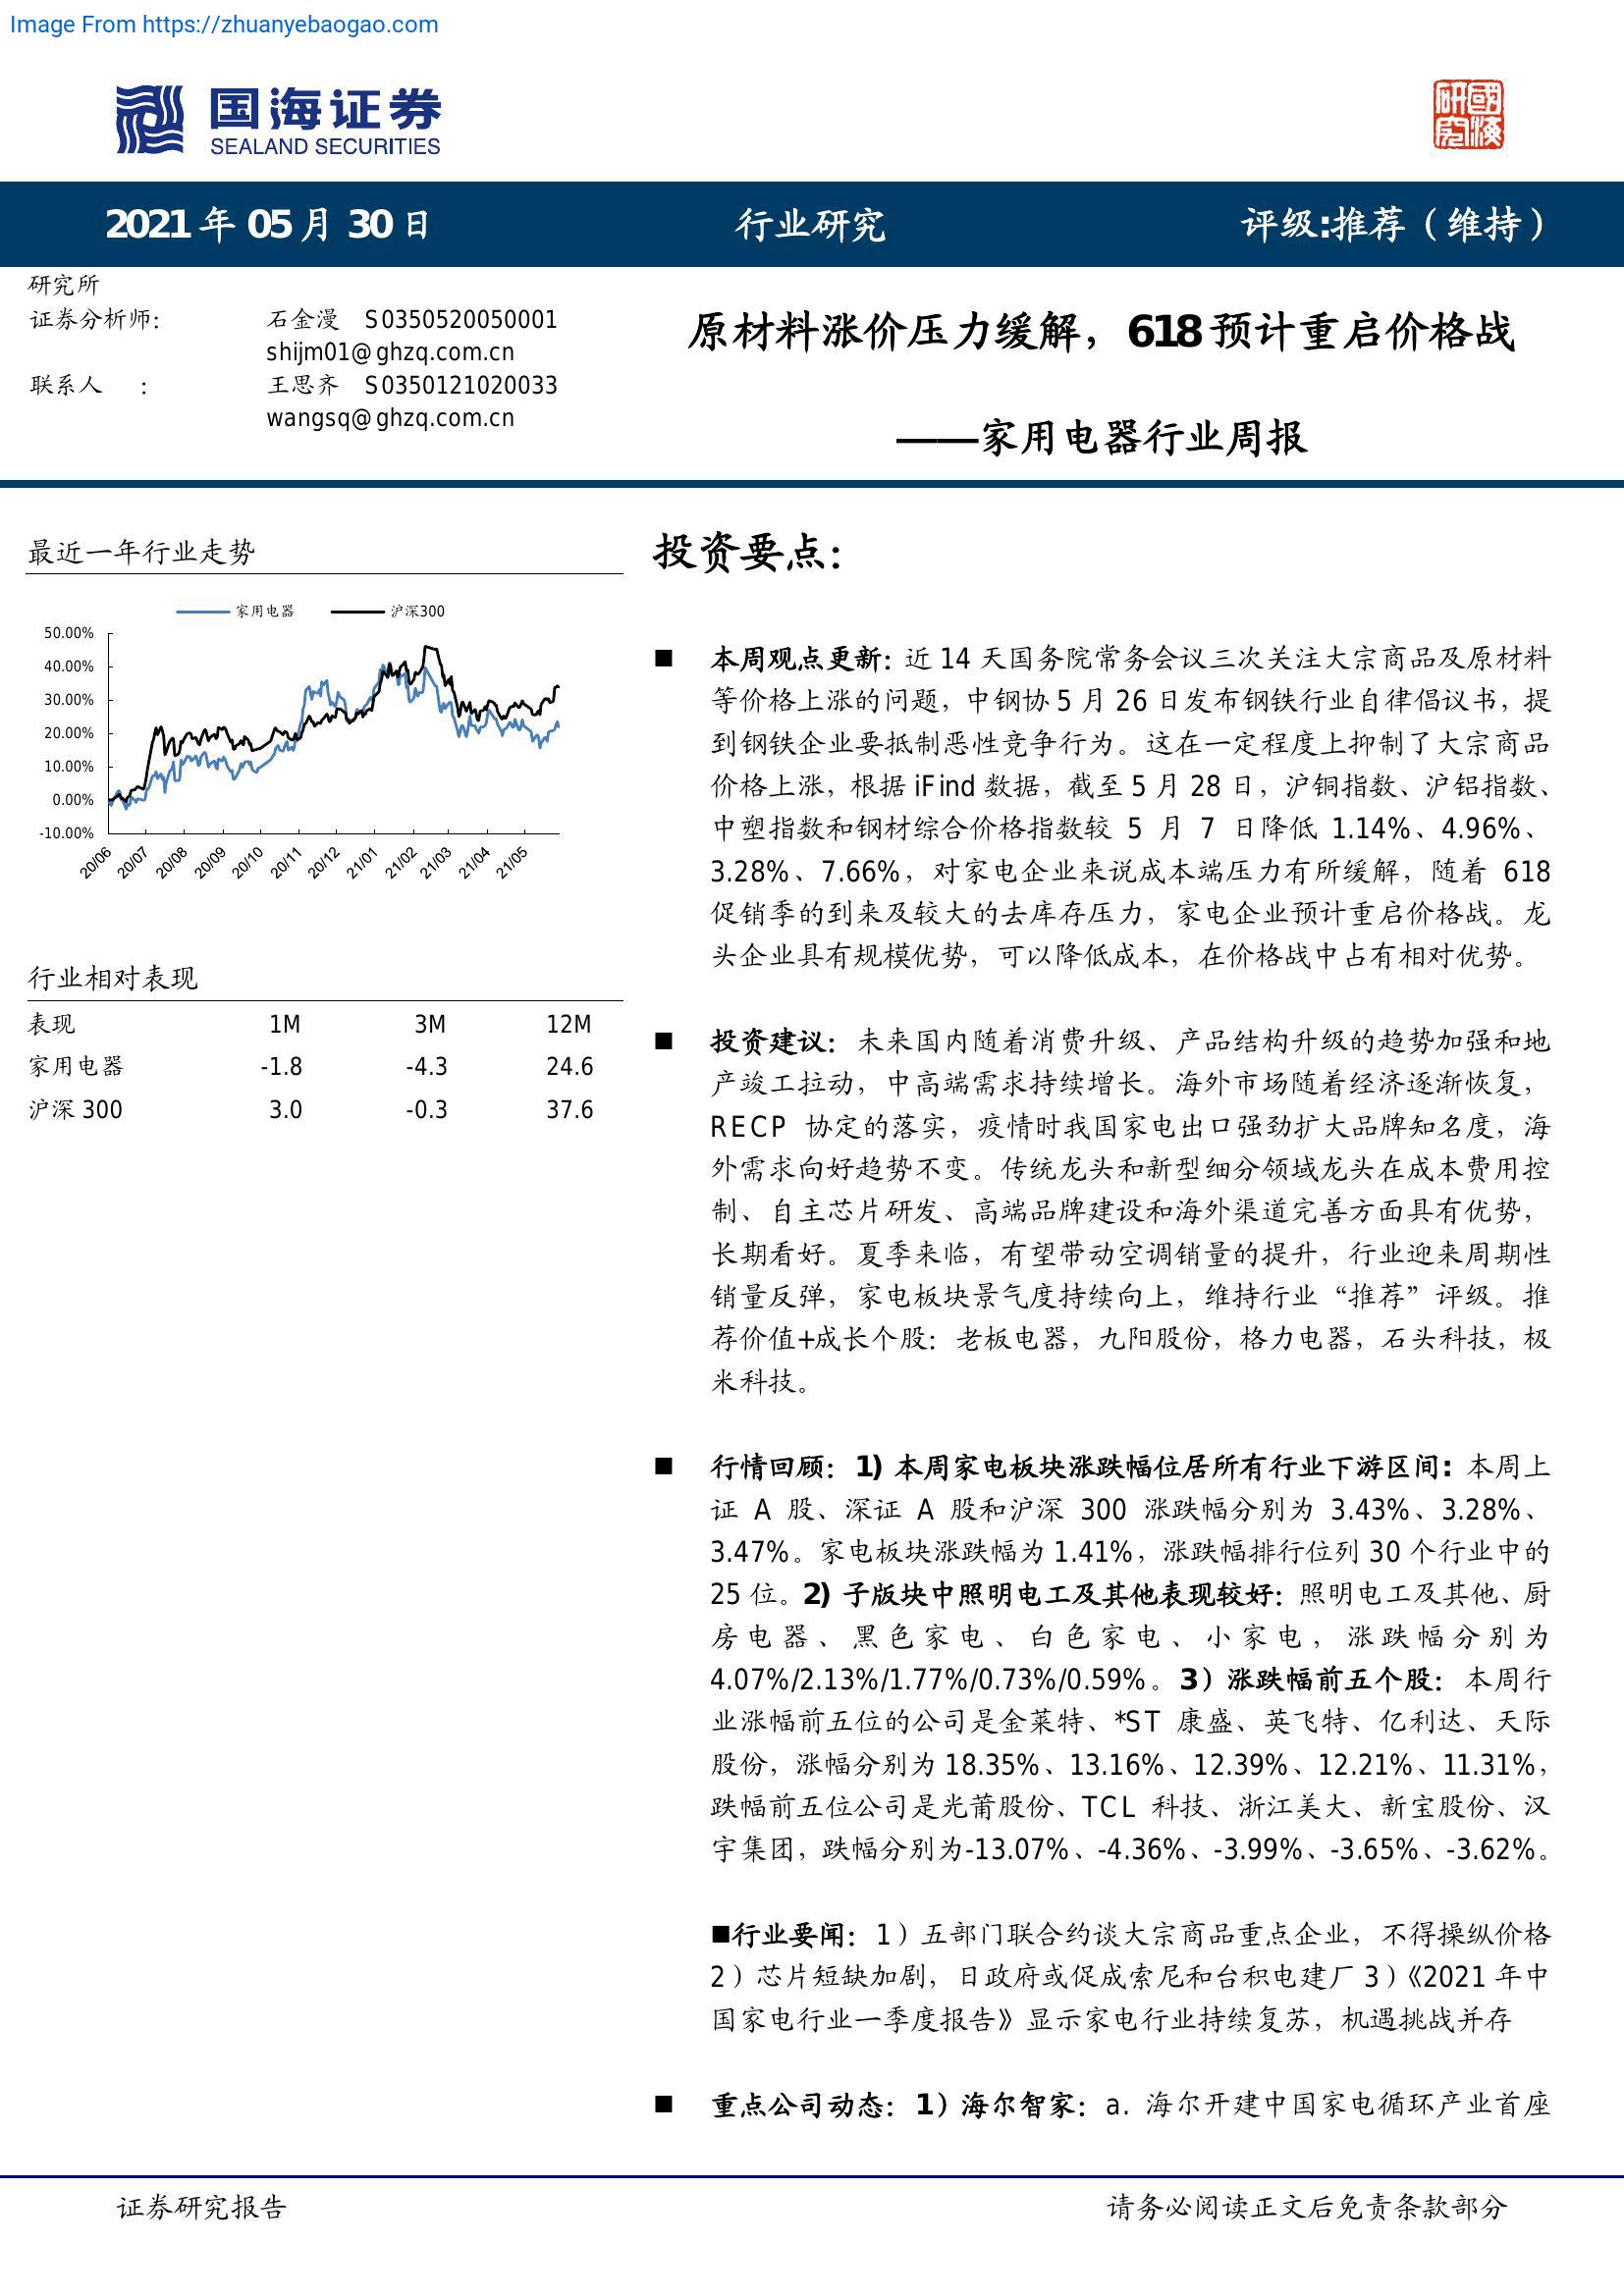 Image From https://zhuanyebaogao.com
国海证券
SEALAND SECURITIES
研究
國海
2021 年 05 月 30 日 行业研究 评级:推荐（维持）
研究所
证券分析师： 石金漫 S0350520050001
shijm01@ghzq.com.cn
联系人 ： 王思齐 S0350121020033
wangsq@ghzq.com.cn
原材料涨价压力缓解，618 预计重启价格战
——家用电器行业周报
最近一年行业走势
家用电器 沪深300
50.00%
40.00%
30.00%
20.00%
10.00%
0.00%
-10.00%
20/06 20/07 20/08 20/09 20/10 20/11 20/12 21/01 21/02 21/03 21/04 21/05
行业相对表现
表现 1M 3M 12M
家用电器 -1.8 -4.3 24.6
沪深 300 3.0 -0.3 37.6
投资要点：
■ 本周观点更新：近 14 天国务院常务会议三次关注大宗商品及原材料
等价格上涨的问题，中钢协 5 月 26 日发布钢铁行业自律倡议书，提
到钢铁企业要抵制恶性竞争行为。这在一定程度上抑制了大宗商品
价格上涨，根据 iFind 数据，截至 5 月 28 日，沪铜指数、沪铝指数、
中塑指数和钢材综合价格指数较 5 月 7 日降低 1.14%、4.96%、
3.28%、7.66%，对家电企业来说成本端压力有所缓解，随着 618
促销季的到来及较大的去库存压力，家电企业预计重启价格战。龙
头企业具有规模优势，可以降低成本，在价格战中占有相对优势。
■ 投资建议：未来国内随着消费升级、产品结构升级的趋势加强和地
产竣工拉动，中高端需求持续增长。海外市场随着经济逐渐恢复，
RECP 协定的落实，疫情时我国家电出口强劲扩大品牌知名度，海
外需求向好趋势不变。传统龙头和新型细分领域龙头在成本费用控
制、自主芯片研发、高端品牌建设和海外渠道完善方面具有优势，
长期看好。夏季来临，有望带动空调销量的提升，行业迎来周期性
销量反弹，家电板块景气度持续向上，维持行业“推荐”评级。推
荐价值+成长个股：老板电器，九阳股份，格力电器，石头科技，极
米科技。
■ 行情回顾：1) 本周家电板块涨跌幅位居所有行业下游区间: 本周上
证 A 股、深证 A 股和沪深 300 涨跌幅分别为 3.43%、3.28%、
3.47%。家电板块涨跌幅为 1.41%，涨跌幅排行位列 30 个行业中的
25 位。2) 子版块中照明电工及其他表现较好：照明电工及其他、厨
房电器、黑色家电、白色家电、小家电，涨跌幅分别为
4.07%/2.13%/1.77%/0.73%/0.59%。3）涨跌幅前五个股：本周行
业涨幅前五位的公司是金莱特、*ST 康盛、英飞特、亿利达、天际
股份，涨幅分别为 18.35%、13.16%、12.39%、12.21%、11.31%，
跌幅前五位公司是光莆股份、TCL 科技、浙江美大、新宝股份、汉
宇集团，跌幅分别为-13.07%、-4.36%、-3.99%、-3.65%、-3.62%。
■行业要闻：1）五部门联合约谈大宗商品重点企业，不得操纵价格
2）芯片短缺加剧，日政府或促成索尼和台积电建厂 3）《2021 年中
国家电行业一季度报告》显示家电行业持续复苏，机遇挑战并存
■ 重点公司动态：1）海尔智家：a. 海尔开建中国家电循环产业首座
证券研究报告 请务必阅读正文后免责条款部分